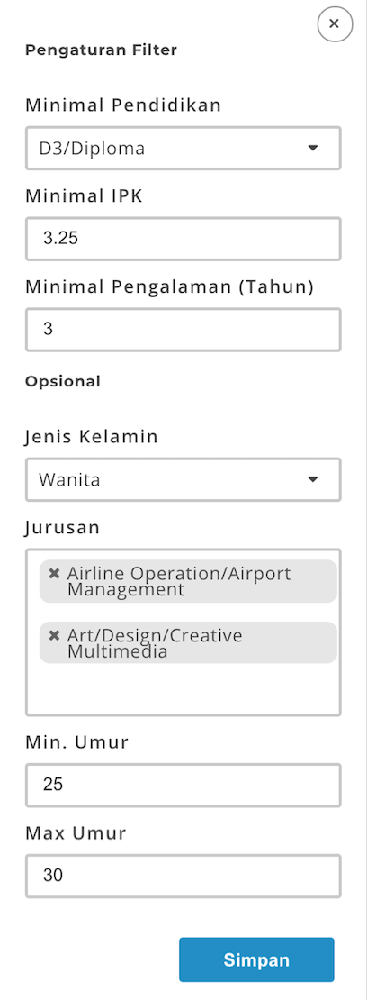 Pengaturan Filter
Minimal Pendidikan
D3/Diploma
Minimal IPK
3.25
Minimal Pengalaman (Tahun)
3
Opsional
Jenis Kelamin
Wanita
Jurusan
× Airline Operation/Airport
Management
× Art/Design/Creative
Multimedia
Min. Umur
25
Max Umur
30
Simpan